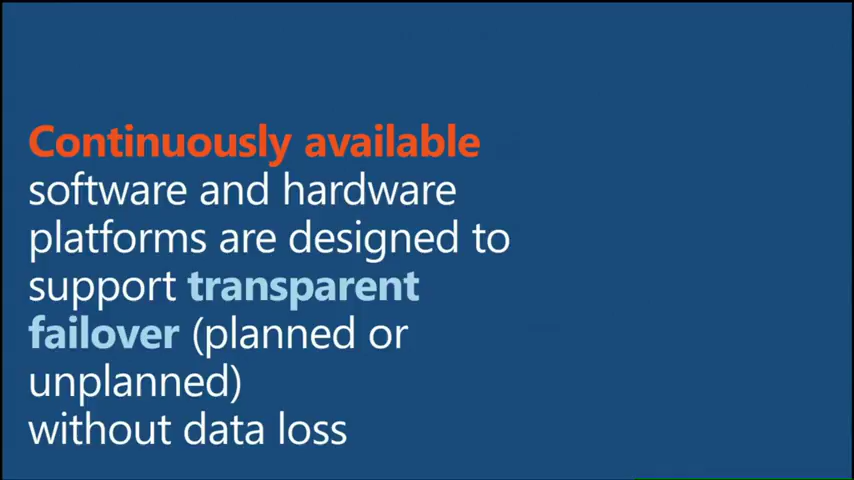 Continuously available
software and hardware
platforms are designed to
support transparent
failover (planned or
unplanned)
without data loss